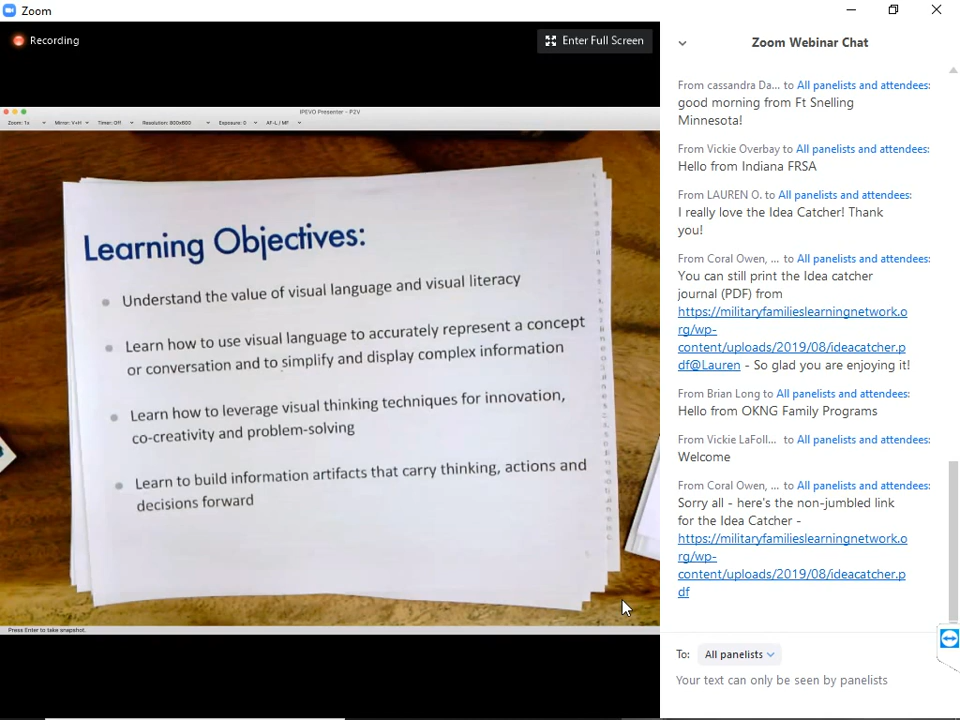 Zoom
Recording
Enter Full Screen
IPEVO Presenter - P2V
Zoom: 1x
Mirror: V+H
Timer: Off
Resolution: 800x600
Exposure: 0
AF-L / MF
Learning Objectives:
Understand the value of visual language and visual literacy
Learn how to use visual language to accurately represent a concept
or conversation and to simplify and display complex information
Learn how to leverage visual thinking techniques for innovation,
co-creativity and problem-solving
Learn to build information artifacts that carry thinking, actions and
decisions forward
Press Enter to take snapshot.
Zoom Webinar Chat
From cassandra Da... to All panelists and attendees:
good morning from Ft Snelling
Minnesota!
From Vickie Overbay to All panelists and attendees:
Hello from Indiana FRSA
From LAUREN O. to All panelists and attendees:
I really love the Idea Catcher! Thank
you!
From Coral Owen, ... to All panelists and attendees:
You can still print the Idea catcher
journal (PDF) from
https://militaryfamilieslearningnetwork.o
rg/wp-
content/uploads/2019/08/ideacatcher.p
df@Lauren - So glad you are enjoying it!
From Brian Long to All panelists and attendees:
Hello from OKNG Family Programs
From Vickie LaFoll... to All panelists and attendees:
Welcome
From Coral Owen, ... to All panelists and attendees:
Sorry all - here's the non-jumbled link
for the Idea Catcher -
https://militaryfamilieslearningnetwork.o
rg/wp-
content/uploads/2019/08/ideacatcher.p
df
To: All panelists
Your text can only be seen by panelists